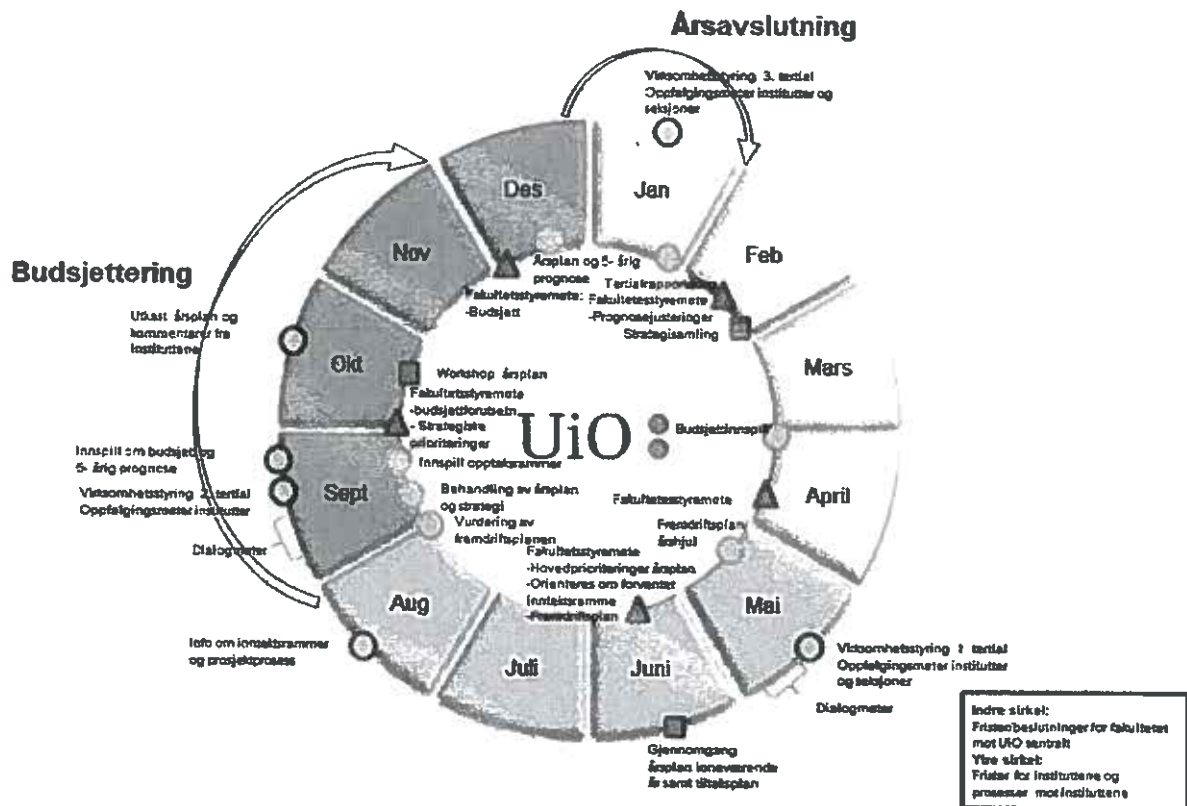 Årsavslutning
Virksomhetsstyring 3. tertial
Oppfølgingsmøter institutter og
seksjoner
Des
Jan
Nov
Feb
Budsjettering
Årsplan og 5- årig
prognose
Fakultetsstyremøte:
-Budsjett
Tertialrapportering
Fakultetsstyremøte
-Prognosejusteringer
Strategisamling
Utkast årsplan og
kommentarer fra
Instituttene
Okt
Mars
Workshop årsplan
Fakultetsstyremøte
-budsjettforutsetn
- Strategiske
prioriteringer
UiO
Budsjettinnspill
Innspill om budsjett og
5- årig prognose
Virksomhetsstyring 2. tertial
Oppfølgingsmøter institutter
Dialogmøter
Sept
Innspill opptaksrammer
Behandling av årsplan
og strategi
Vurdering av
fremdriftsplanen
Fakultetsstyremøte
April
Fremdriftsplan
årshjul
Fakultetsstyremøte
-Hovedprioriteringer årsplan
-Orienteres om forventet
Inntektsramme
-Fremdriftsplan
Aug
Mai
Info om inntektsrammer
og prosjektprosess
Juli
Juni
Virksomhetsstyring 1. tertial
Oppfølgingsmøter institutter
og seksjoner
Dialogmøter
Gjennomgang
årsplan inneværende
år samt tiltaksplan
Indre sirkel:
Frister/beslutninger for fakultetet
mot UiO sentralt
Ytre sirkel:
Frister for instituttene og
prosesser mot instituttene